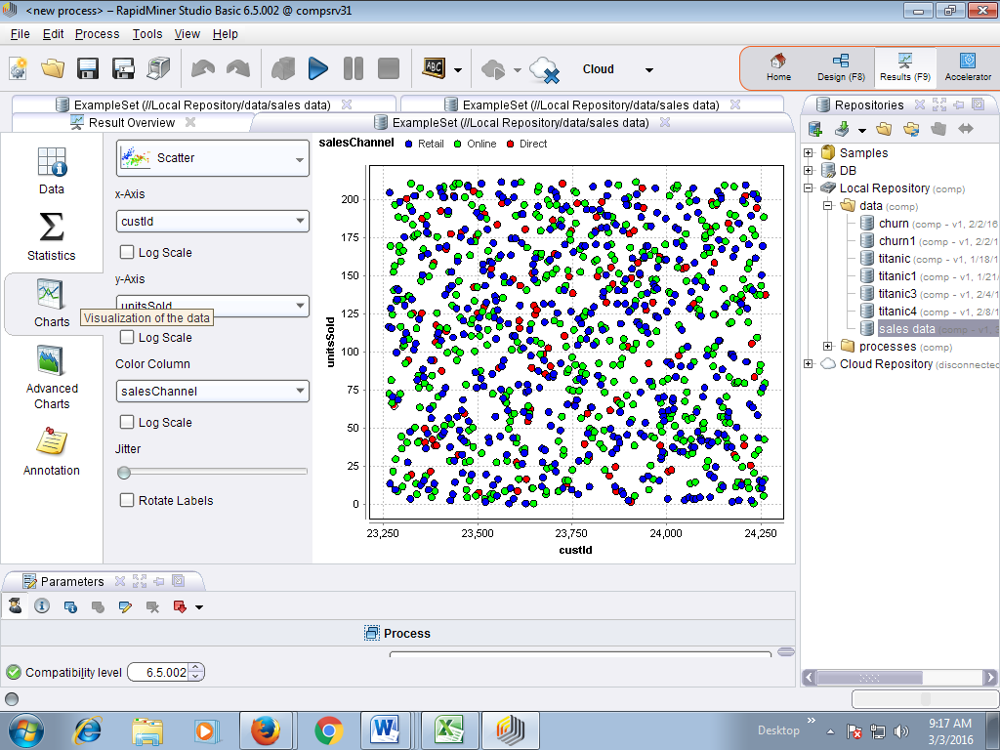 <new process> – RapidMiner Studio Basic 6.5.002 @ compsrv31
File Edit Process Tools View Help
ABC
Cloud
Home
Design (F8)
Results (F9)
Accelerator
ExampleSet (//Local Repository/data/sales data)
ExampleSet (//Local Repository/data/sales data)
Result Overview
ExampleSet (//Local Repository/data/sales data)
Data
Statistics
Charts
Advanced
Charts
Annotation
Scatter
x-Axis
custId
Log Scale
y-Axis
unitsSold
Visualization of the data
Log Scale
Color Column
salesChannel
Log Scale
Jitter
Rotate Labels
salesChannel Retail Online Direct
unitsSold
200
175
150
125
100
75
50
25
0
23,250 23,500 23,750 24,000 24,250
custId
Repositories
Samples
DB
Local Repository (comp)
data (comp)
churn (comp - v1, 2/2/16
churn1 (comp - v1, 2/2/1
titanic (comp - v1, 1/18/1
titanic1 (comp - v1, 1/21/
titanic3 (comp - v1, 2/4/1
titanic4 (comp - v1, 2/8/1
sales data (comp - v1,
processes (comp)
Cloud Repository (disconnected
Parameters
Process
Compatibility level 6.5.002
Desktop
9:17 AM
3/3/2016